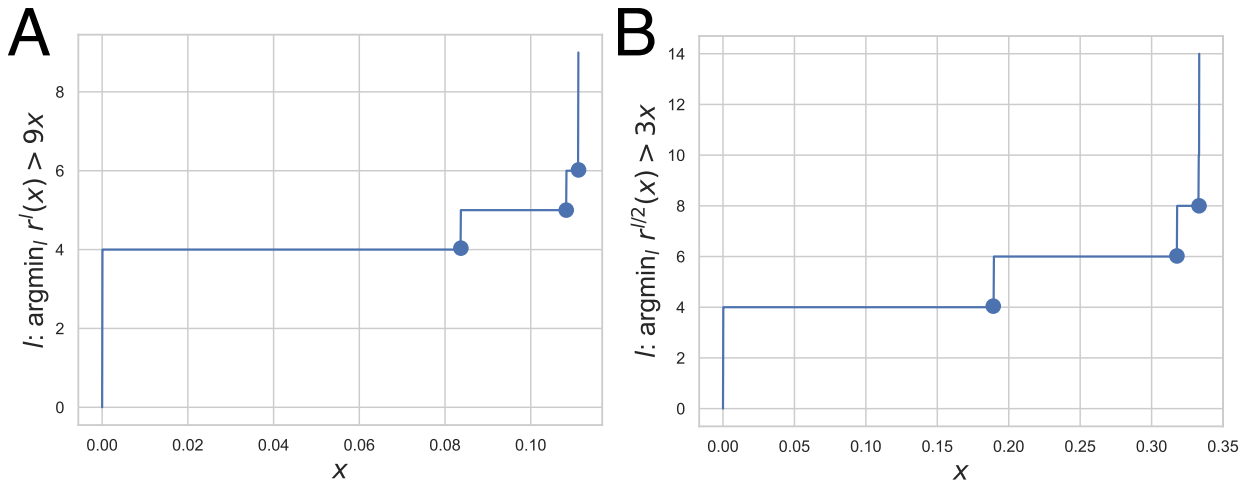 A
l: argmin_l r^l(x) > 9x
8
6
4
2
0
0.00 0.02 0.04 0.06 0.08 0.10
x
B
l: argmin_l r^{l/2}(x) > 3x
14
12
10
8
6
4
2
0
0.00 0.05 0.10 0.15 0.20 0.25 0.30 0.35
x